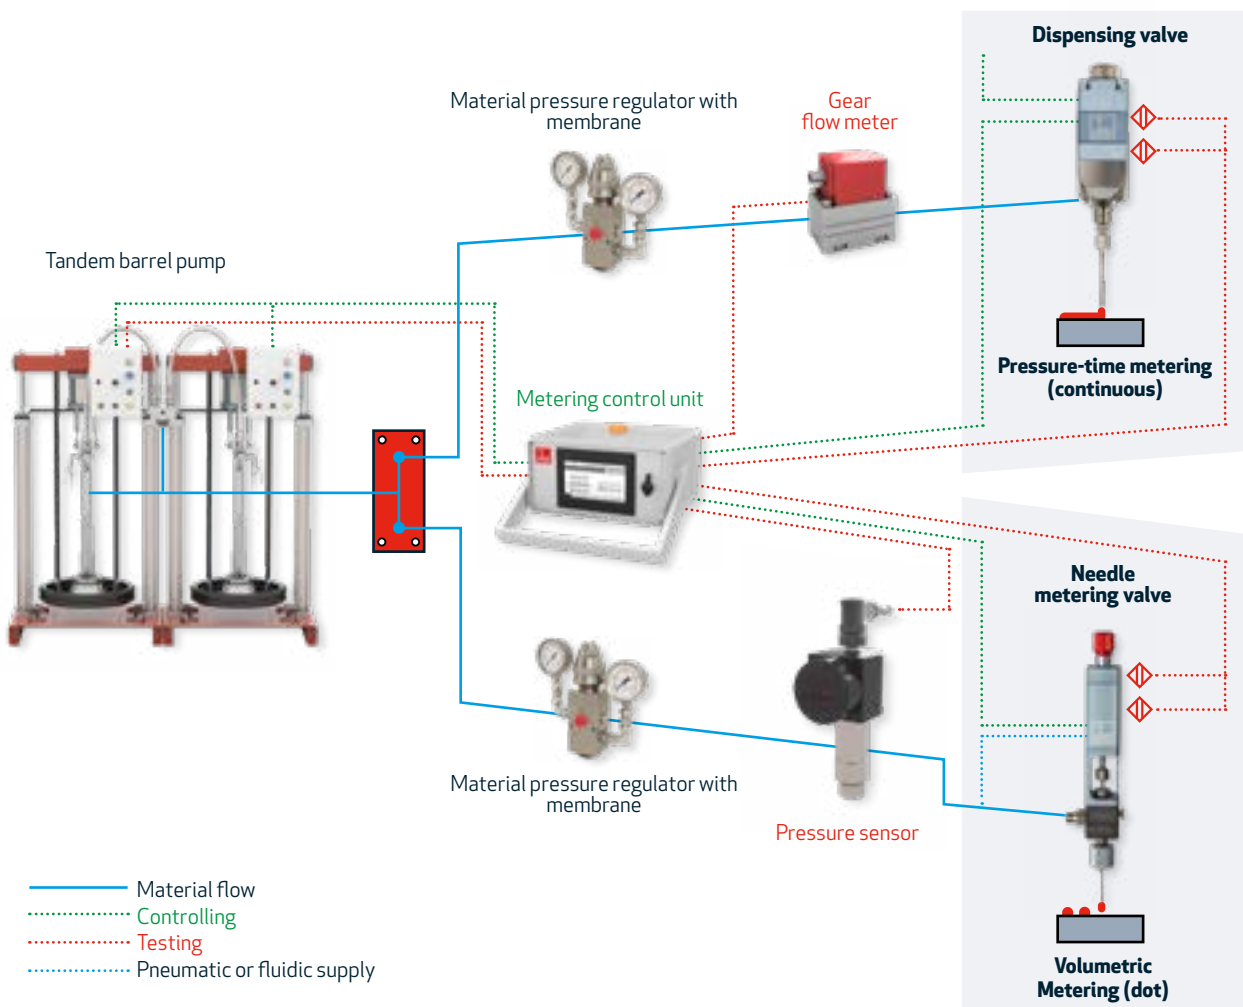 Dispensing valve
Material pressure regulator with
membrane
Gear
flow meter
Tandem barrel pump
Pressure-time metering
(continuous)
Metering control unit
Needle
metering valve
Material pressure regulator with
membrane
Pressure sensor
Material flow
Controlling
Testing
Pneumatic or fluidic supply
Volumetric
Metering (dot)